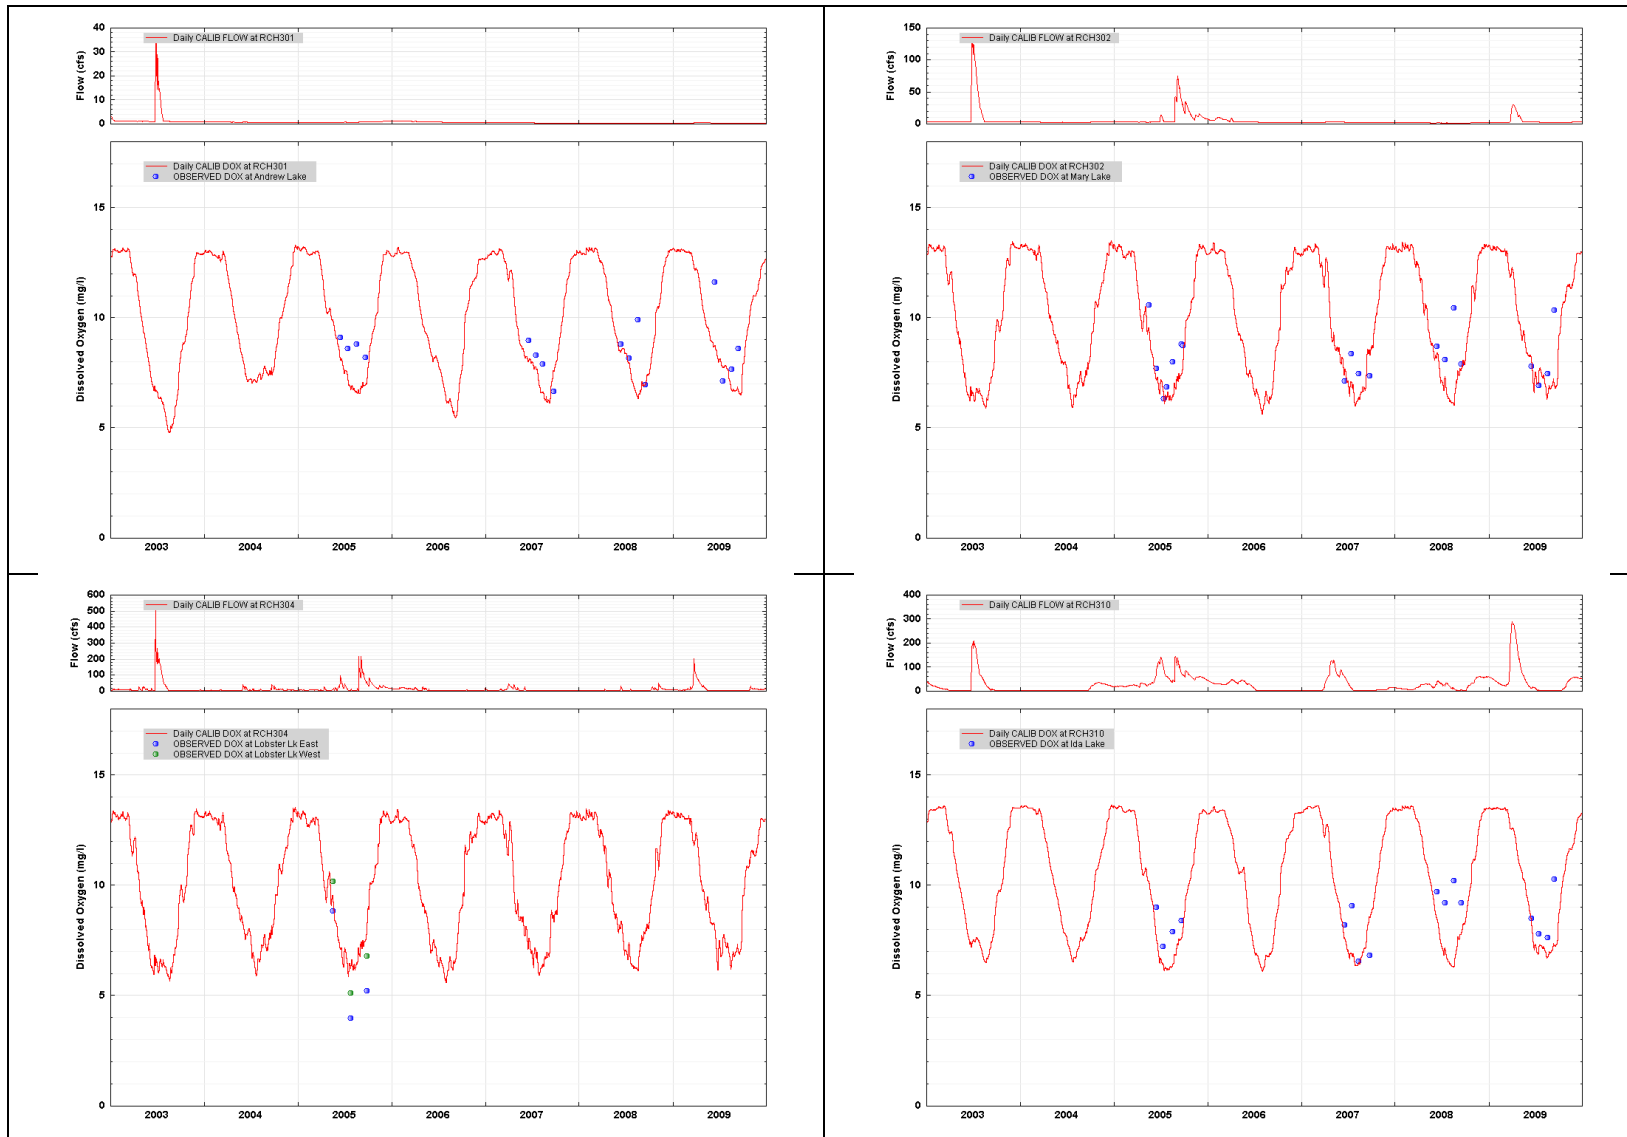 Flow (cfs)
40
30
20
10
0
Daily CALIB FLOW at RCH301
Dissolved Oxygen (mg/l)
15
10
5
0
Daily CALIB DOX at RCH301
OBSERVED DOX at Andrew Lake
2003 2004 2005 2006 2007 2008 2009
Flow (cfs)
150
100
50
0
Daily CALIB FLOW at RCH302
Dissolved Oxygen (mg/l)
15
10
5
0
Daily CALIB DOX at RCH302
OBSERVED DOX at Mary Lake
2003 2004 2005 2006 2007 2008 2009
Flow (cfs)
600
500
400
300
200
100
0
Daily CALIB FLOW at RCH304
Dissolved Oxygen (mg/l)
15
10
5
0
Daily CALIB DOX at RCH304
OBSERVED DOX at Lobster Lk East
OBSERVED DOX at Lobster Lk West
2003 2004 2005 2006 2007 2008 2009
Flow (cfs)
400
300
200
100
0
Daily CALIB FLOW at RCH310
Dissolved Oxygen (mg/l)
15
10
5
0
Daily CALIB DOX at RCH310
OBSERVED DOX at Ida Lake
2003 2004 2005 2006 2007 2008 2009